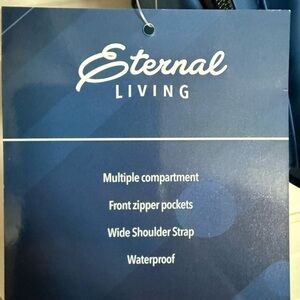 Eternal
LIVING
Multiple compartment
Front zipper pockets
Wide Shoulder Strap
Waterproof